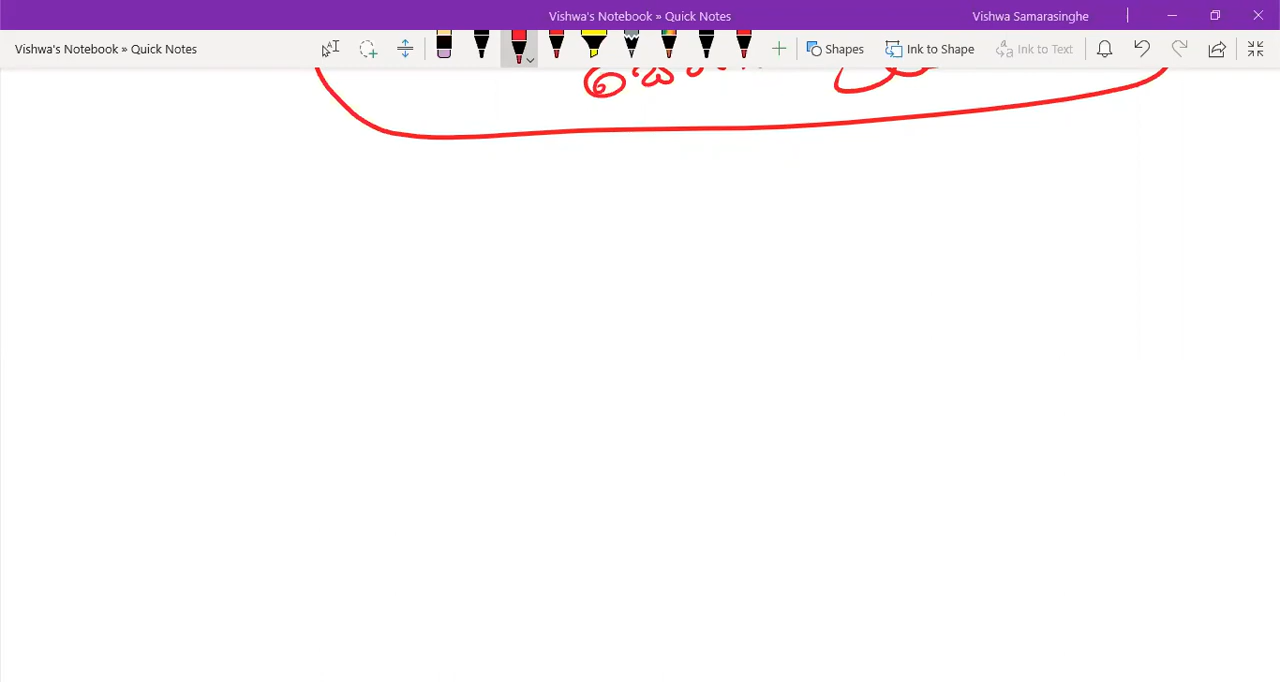 Vishwa's Notebook » Quick Notes
Vishwa Samarasinghe
Vishwa's Notebook » Quick Notes
Shapes
Ink to Shape
Ink to Text